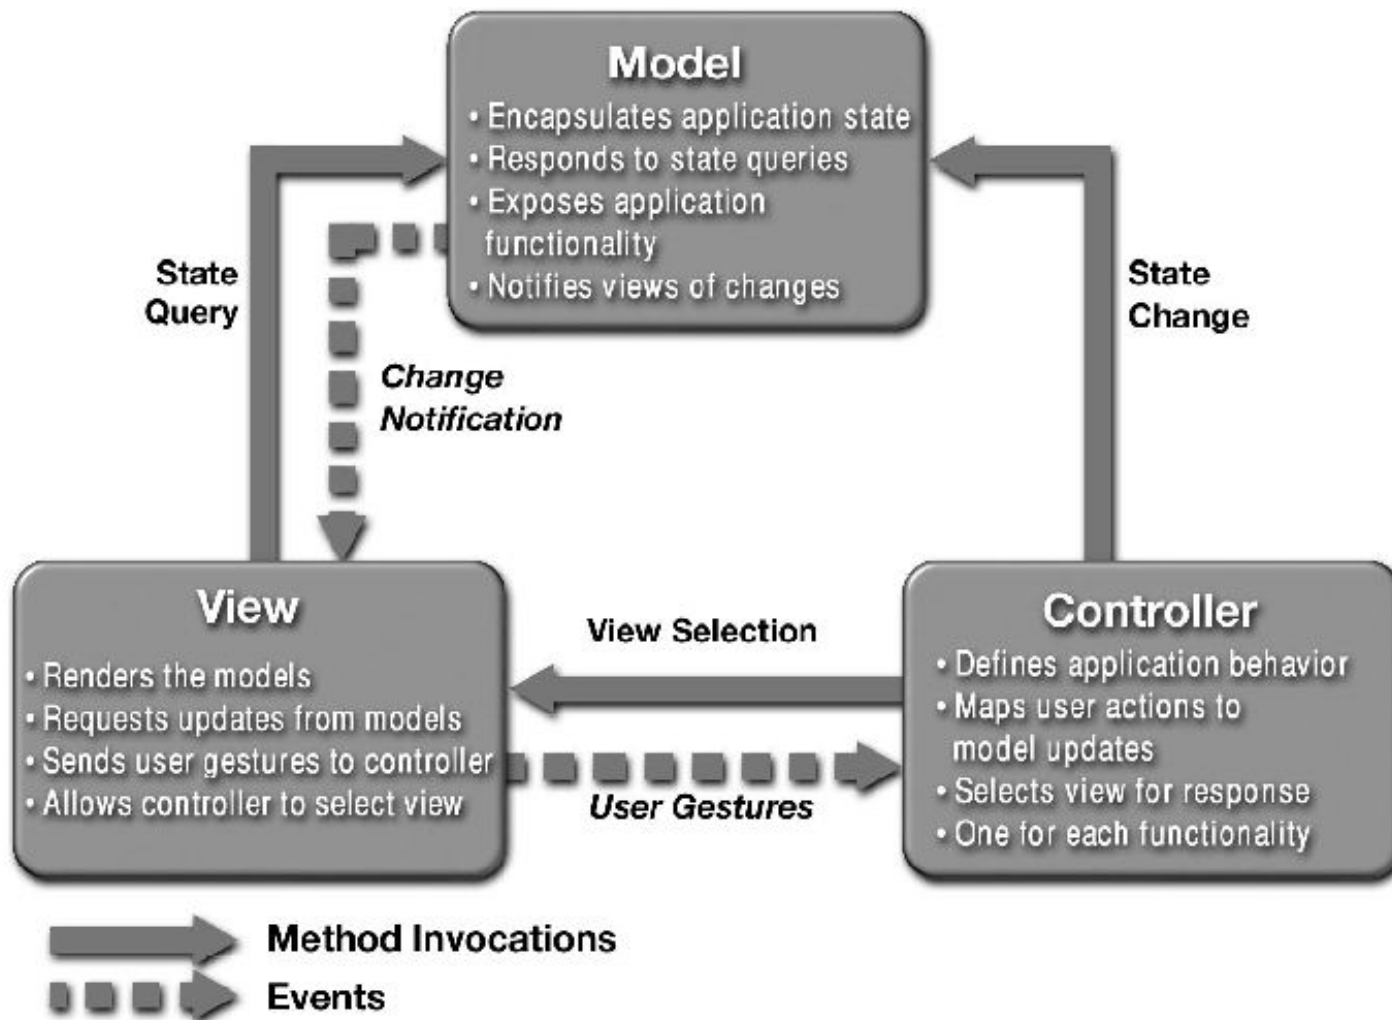 Model
• Encapsulates application state
• Responds to state queries
• Exposes application
functionality
• Notifies views of changes
State
Query
Change
Notification
State
Change
View
• Renders the models
• Requests updates from models
• Sends user gestures to controller
• Allows controller to select view
View Selection
User Gestures
Controller
• Defines application behavior
• Maps user actions to
model updates
• Selects view for response
• One for each functionality
Method Invocations
Events